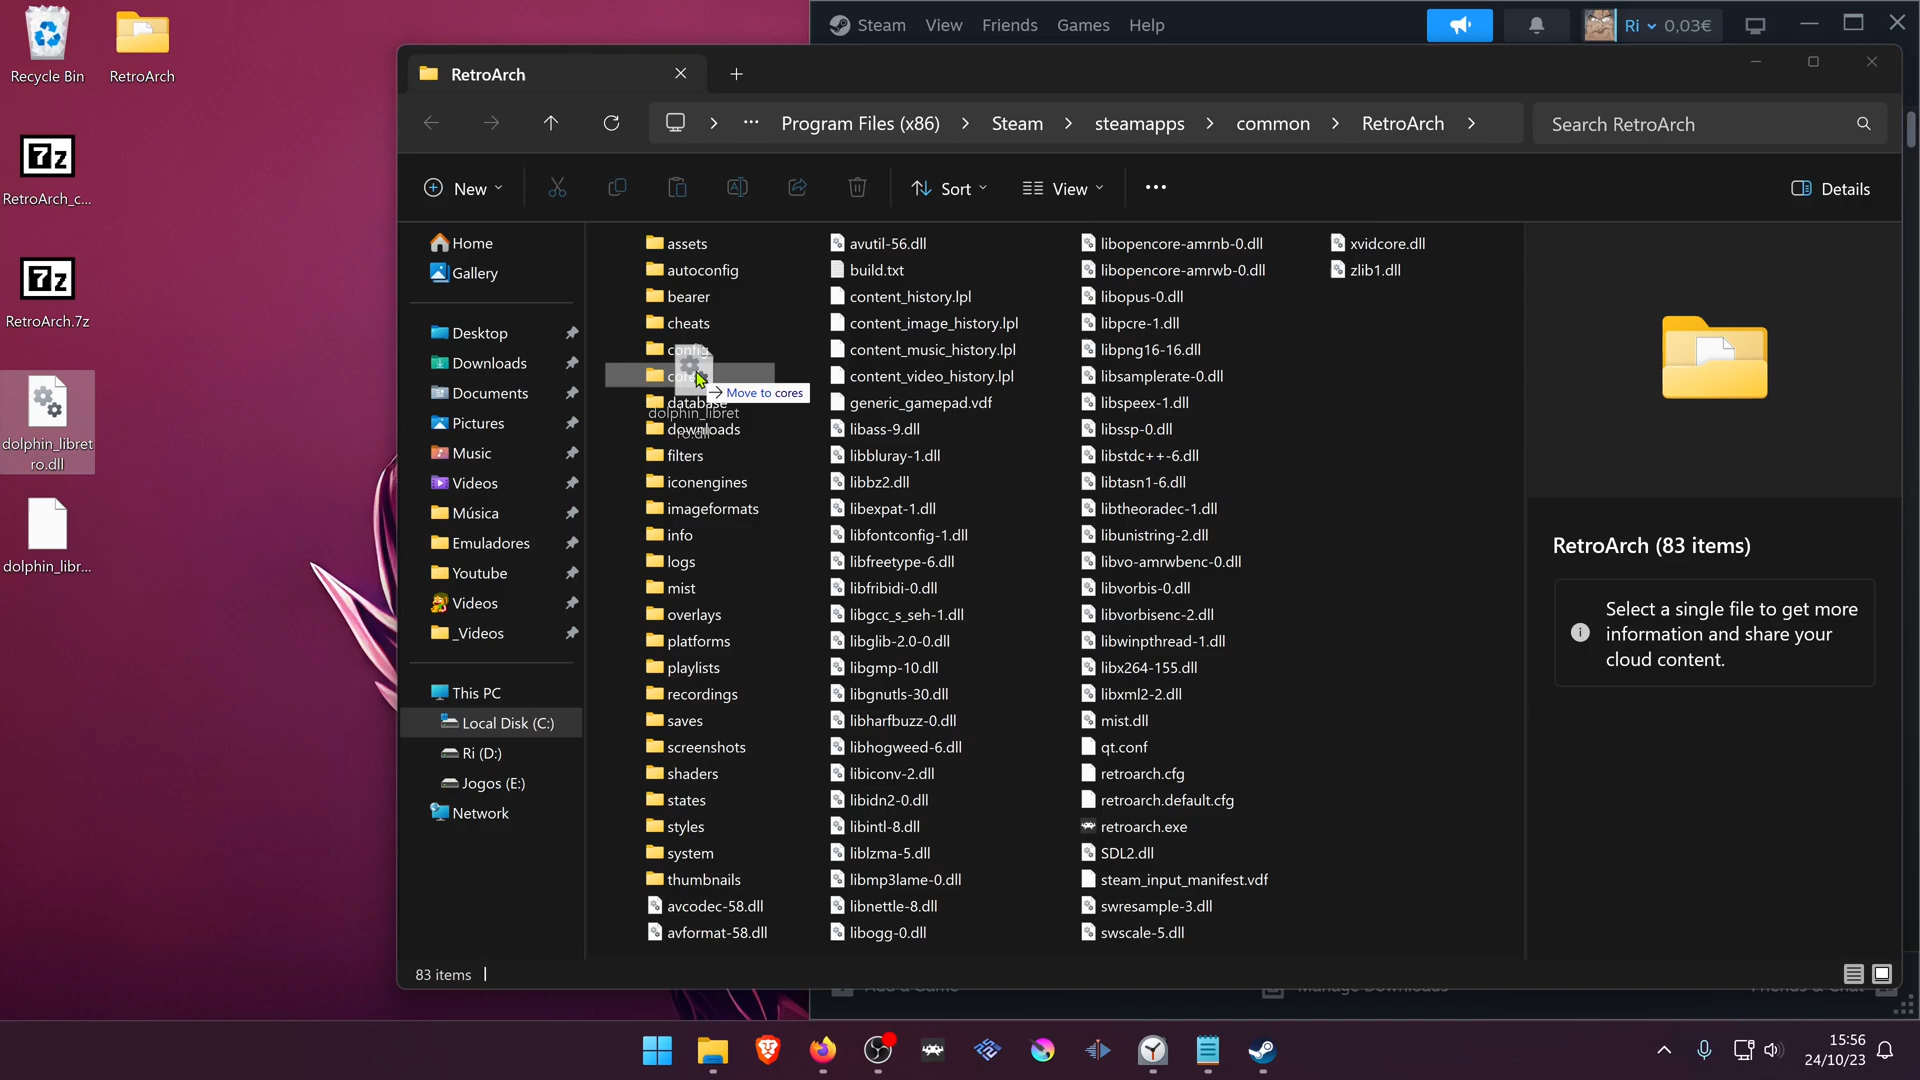 Steam View Friends Games Help
Ri 0,03€
Recycle Bin
RetroArch
RetroArch_c...
RetroArch.7z
dolphin_libret
ro.dll
dolphin_libr...
RetroArch
Program Files (x86) > Steam > steamapps > common > RetroArch >
Search RetroArch
New
Sort
View
Details
Home
Gallery
Desktop
Downloads
Documents
Pictures
Music
Videos
Música
Emuladores
Youtube
Videos
_Videos
This PC
Local Disk (C:)
Ri (D:)
Jogos (E:)
Network
assets
autoconfig
bearer
cheats
config
Move to cores
database
dolphin_libret
ro.dll
downloads
filters
iconengines
imageformats
info
logs
mist
overlays
platforms
playlists
recordings
saves
screenshots
shaders
states
styles
system
thumbnails
avcodec-58.dll
avformat-58.dll
avutil-56.dll
build.txt
content_history.lpl
content_image_history.lpl
content_music_history.lpl
content_video_history.lpl
generic_gamepad.vdf
libass-9.dll
libbluray-1.dll
libbz2.dll
libexpat-1.dll
libfontconfig-1.dll
libfreetype-6.dll
libfribidi-0.dll
libgcc_s_seh-1.dll
libglib-2.0-0.dll
libgmp-10.dll
libgnutls-30.dll
libharfbuzz-0.dll
libhogweed-6.dll
libiconv-2.dll
libidn2-0.dll
libintl-8.dll
liblzma-5.dll
libmp3lame-0.dll
libnettle-8.dll
libogg-0.dll
libopencore-amrnb-0.dll
libopencore-amrwb-0.dll
libopus-0.dll
libpcre-1.dll
libpng16-16.dll
libsamplerate-0.dll
libspeex-1.dll
libssp-0.dll
libstdc++-6.dll
libtasn1-6.dll
libtheoradec-1.dll
libunistring-2.dll
libvo-amrwbenc-0.dll
libvorbis-0.dll
libvorbisenc-2.dll
libwinpthread-1.dll
libx264-155.dll
libxml2-2.dll
mist.dll
qt.conf
retroarch.cfg
retroarch.default.cfg
retroarch.exe
SDL2.dll
steam_input_manifest.vdf
swresample-3.dll
swscale-5.dll
xvidcore.dll
zlib1.dll
RetroArch (83 items)
Select a single file to get more
information and share your
cloud content.
83 items
Add a Game
Manage Downloads
Friends & Chat
15:56
24/10/23